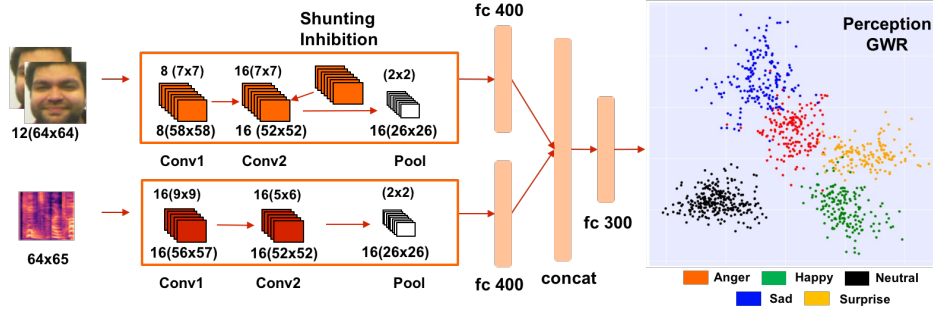 Shunting
Inhibition
fc 400
Perception
GWR
8 (7x7)
16(7x7)
(2x2)
12(64x64)
8(58x58)
16 (52x52)
16(26x26)
Conv1
Conv2
Pool
16(9x9)
16(5x6)
(2x2)
64x65
16(56x57)
16(52x52)
16(26x26)
Conv1
Conv2
Pool
fc 400
concat
fc 300
Anger
Happy
Neutral
Sad
Surprise